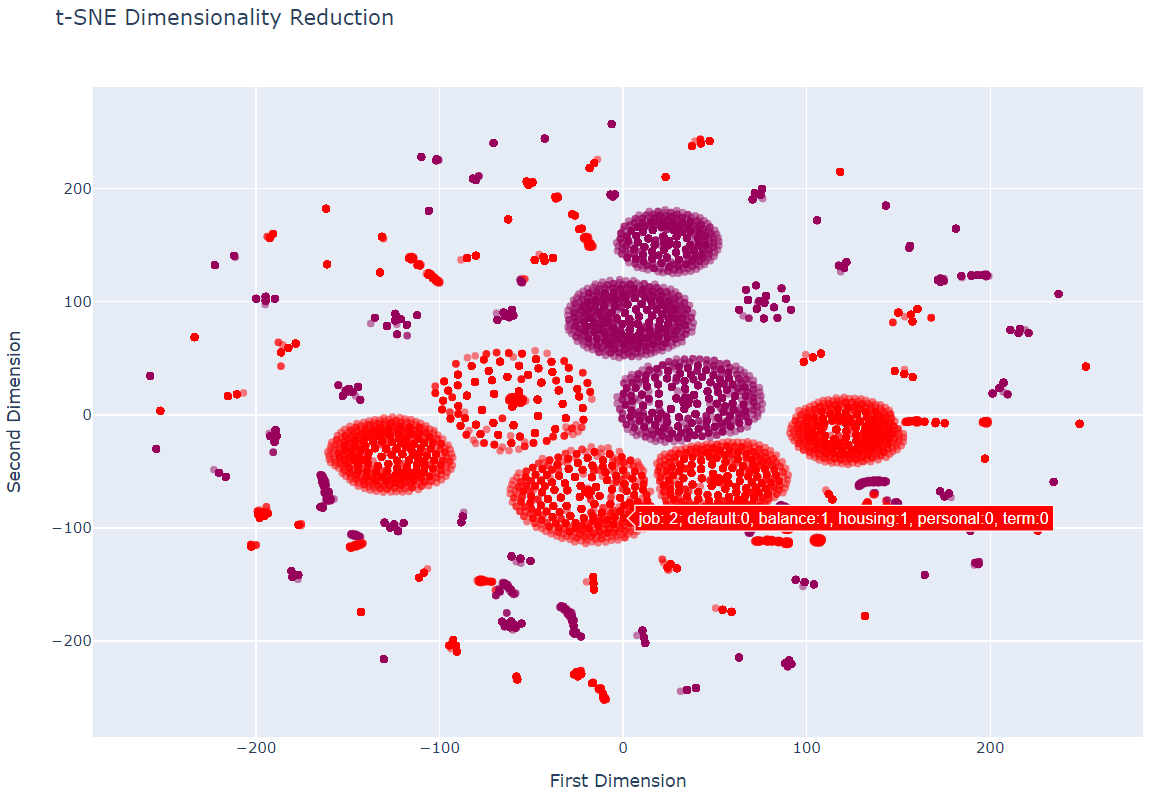 t-SNE Dimensionality Reduction
200
100
0
−100
−200
Second Dimension
job: 2; default:0, balance:1, housing:1, personal:0, term:0
−200
−100
0
100
200
First Dimension